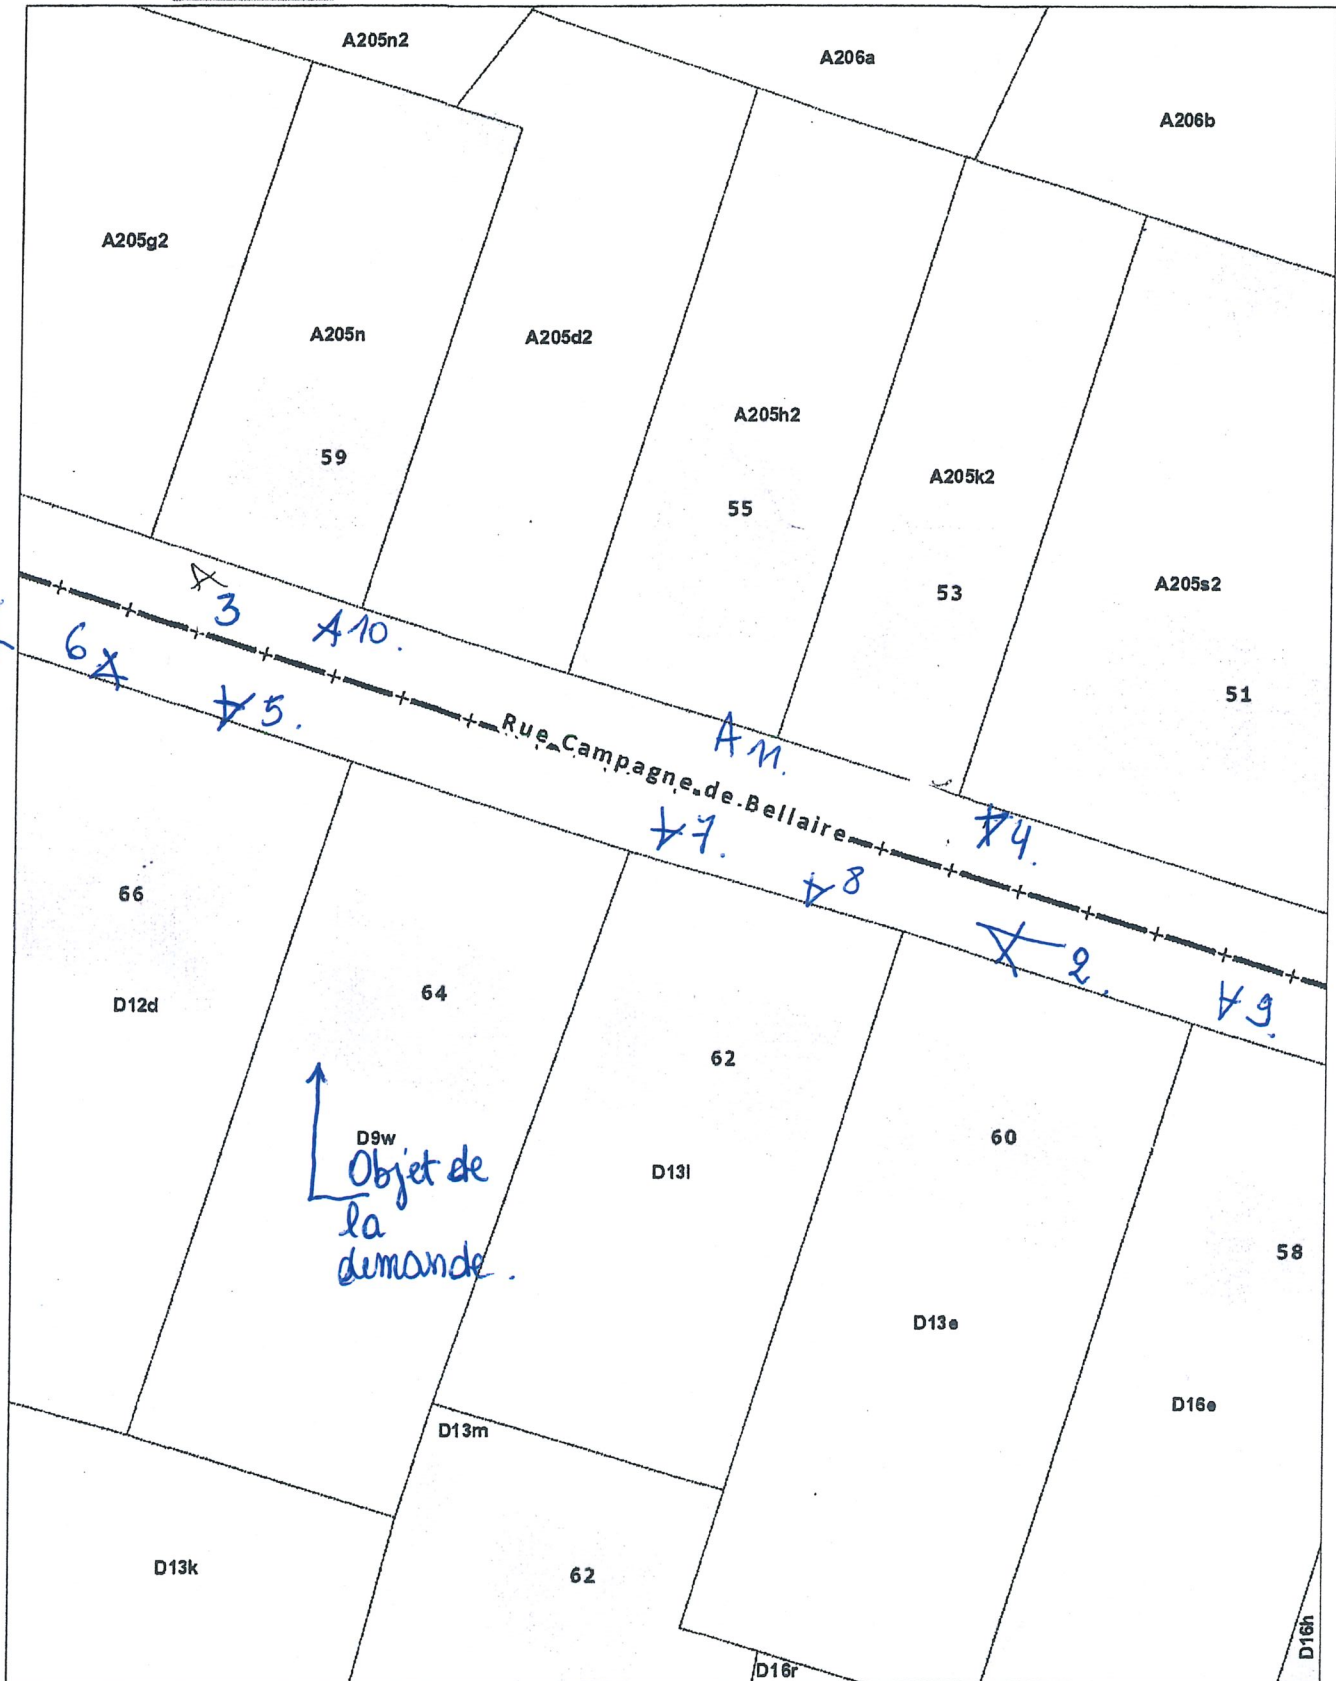 A205n2
A206a
A206b
A205g2
A205n
A205d2
A205h2
A205k2
A205s2
59
55
53
51
3
A10.
6
5.
Rue Campagne de Bellaire
A11.
4.
7.
8
2.
9.
66
D12d
64
D9w
Objet de
la
demande.
62
D13l
60
D13e
58
D16e
D13m
D13k
62
D16r
D16h